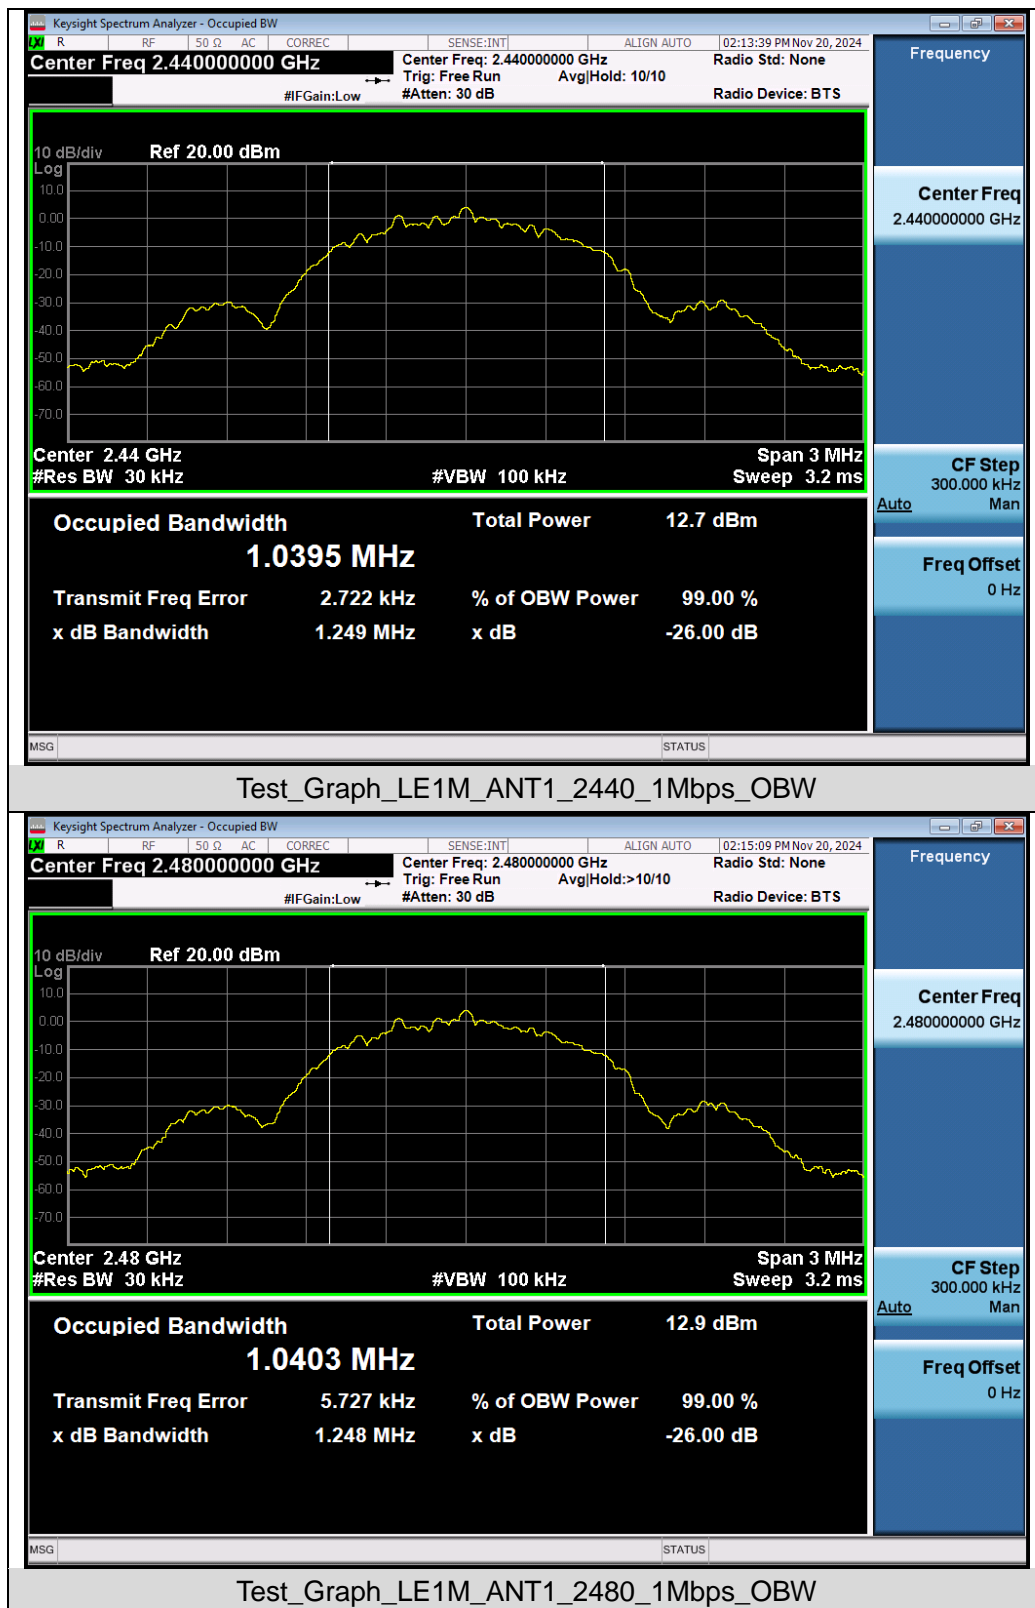 Keysight Spectrum Analyzer - Occupied BW
LXI R RF 50 Ω AC CORREC SENSE:INT ALIGN AUTO 02:13:39 PM Nov 20, 2024
Center Freq 2.440000000 GHz
Center Freq: 2.440000000 GHz
Radio Std: None
Trig: Free Run
Avg|Hold: 10/10
#IFGain:Low
#Atten: 30 dB
Radio Device: BTS
10 dB/div
Ref 20.00 dBm
Log
10.0
0.00
-10.0
-20.0
-30.0
-40.0
-50.0
-60.0
-70.0
Center 2.44 GHz
Span 3 MHz
#Res BW 30 kHz
#VBW 100 kHz
Sweep 3.2 ms
Occupied Bandwidth
Total Power 12.7 dBm
1.0395 MHz
Transmit Freq Error 2.722 kHz % of OBW Power 99.00 %
x dB Bandwidth 1.249 MHz x dB -26.00 dB
MSG
STATUS
Frequency
Center Freq
2.440000000 GHz
CF Step
300.000 kHz
Auto Man
Freq Offset
0 Hz
Test_Graph_LE1M_ANT1_2440_1Mbps_OBW
Keysight Spectrum Analyzer - Occupied BW
LXI R RF 50 Ω AC CORREC SENSE:INT ALIGN AUTO 02:15:09 PM Nov 20, 2024
Center Freq 2.480000000 GHz
Center Freq: 2.480000000 GHz
Radio Std: None
Trig: Free Run
Avg|Hold:>10/10
#IFGain:Low
#Atten: 30 dB
Radio Device: BTS
10 dB/div
Ref 20.00 dBm
Log
10.0
0.00
-10.0
-20.0
-30.0
-40.0
-50.0
-60.0
-70.0
Center 2.48 GHz
Span 3 MHz
#Res BW 30 kHz
#VBW 100 kHz
Sweep 3.2 ms
Occupied Bandwidth
Total Power 12.9 dBm
1.0403 MHz
Transmit Freq Error 5.727 kHz % of OBW Power 99.00 %
x dB Bandwidth 1.248 MHz x dB -26.00 dB
MSG
STATUS
Frequency
Center Freq
2.480000000 GHz
CF Step
300.000 kHz
Auto Man
Freq Offset
0 Hz
Test_Graph_LE1M_ANT1_2480_1Mbps_OBW